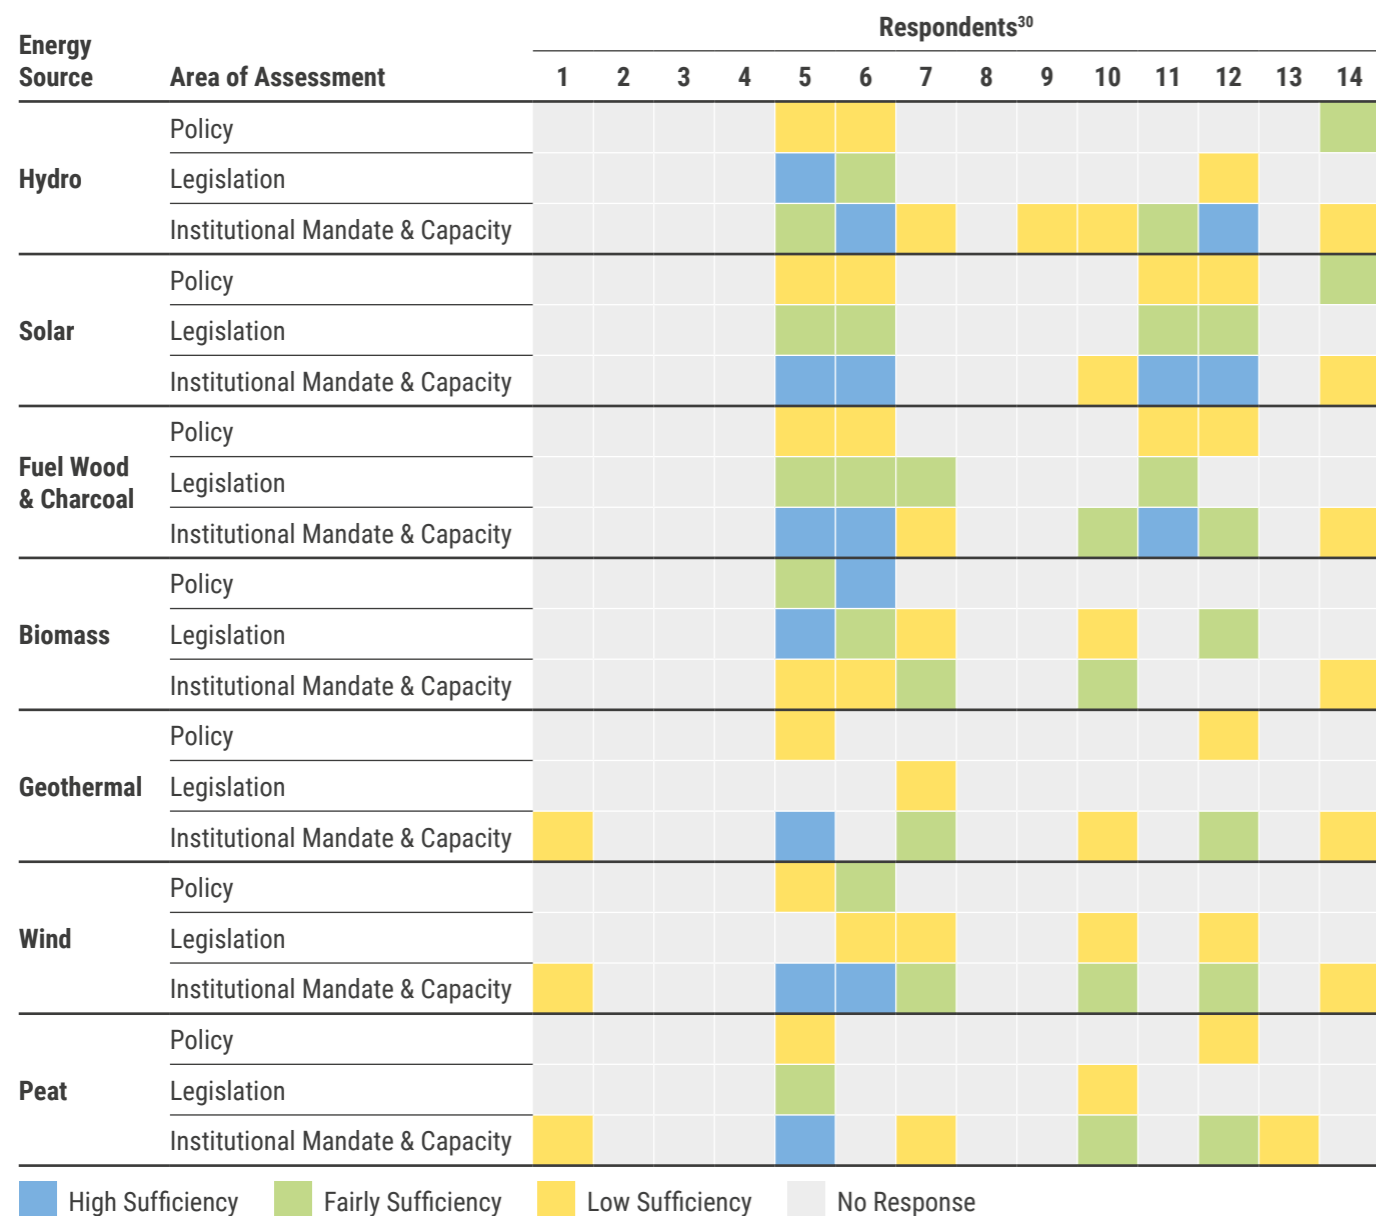 Respondents30
Energy
Source Area of Assessment 1 2 3 4 5 6 7 8 9 10 11 12 13 14
Policy
Hydro Legislation
Institutional Mandate & Capacity
Policy
Solar Legislation
Institutional Mandate & Capacity
Policy
Fuel Wood
& Charcoal Legislation
Institutional Mandate & Capacity
Policy
Biomass Legislation
Institutional Mandate & Capacity
Policy
Geothermal Legislation
Institutional Mandate & Capacity
Policy
Wind Legislation
Institutional Mandate & Capacity
Policy
Peat Legislation
Institutional Mandate & Capacity
High Sufficiency Fairly Sufficiency Low Sufficiency No Response